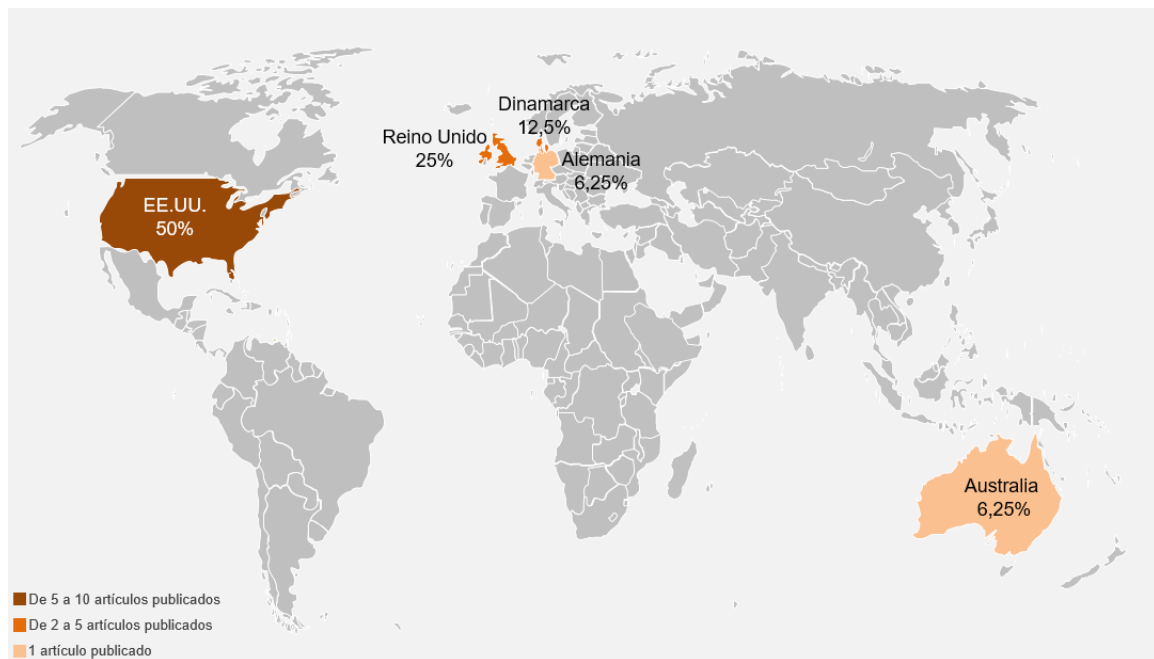 Dinamarca
12,5%
Reino Unido
25%
Alemania
6,25%
EE.UU.
50%
Australia
6,25%
De 5 a 10 artículos publicados
De 2 a 5 artículos publicados
1 artículo publicado